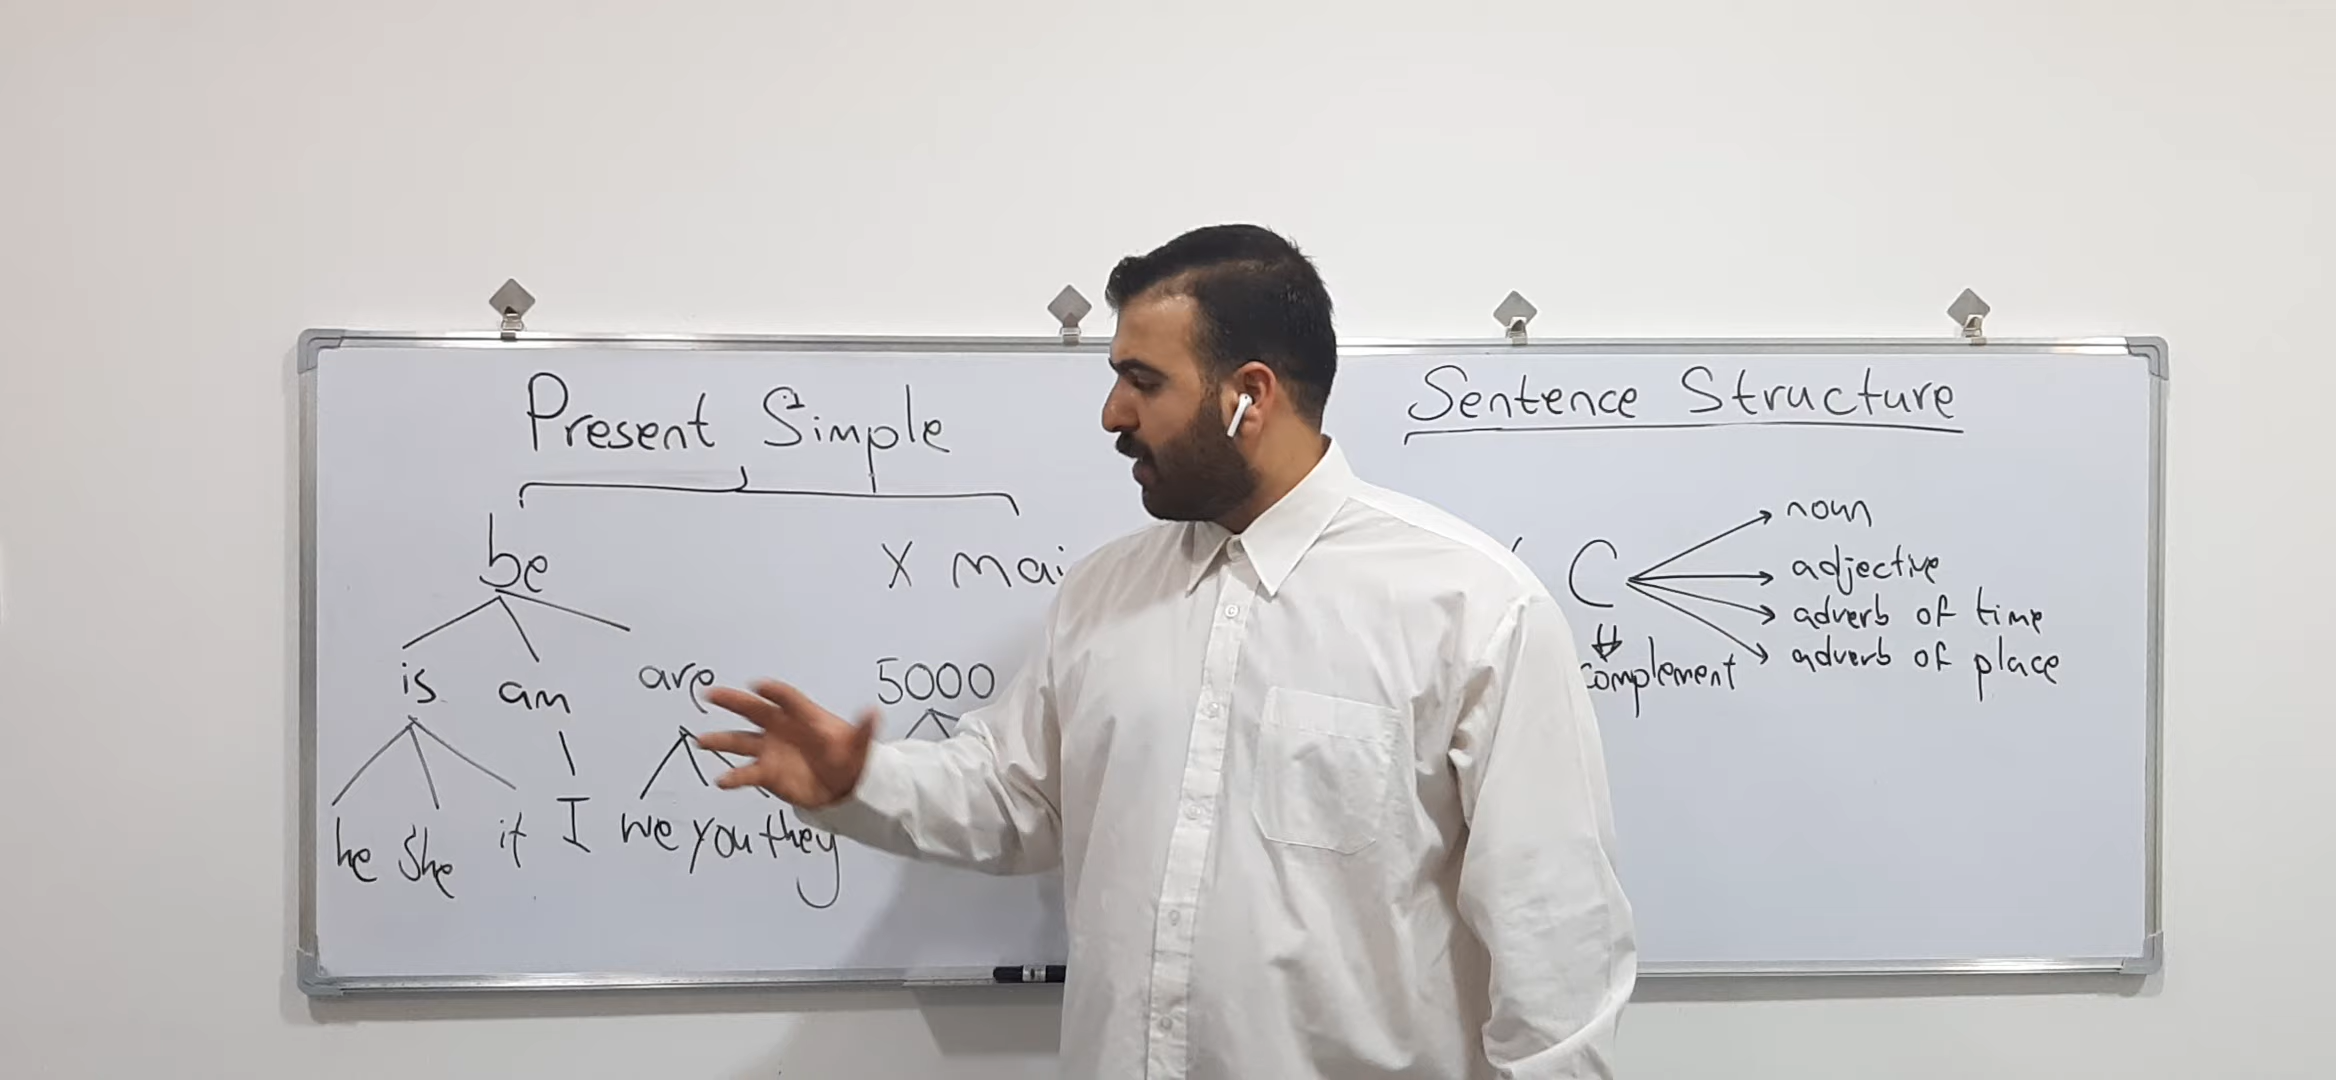 Present Simple
be
X mai
is am are
5000
he she it I we you they
Sentence Structure
C
noun
adjective
adverb of time
adverb of place
complement